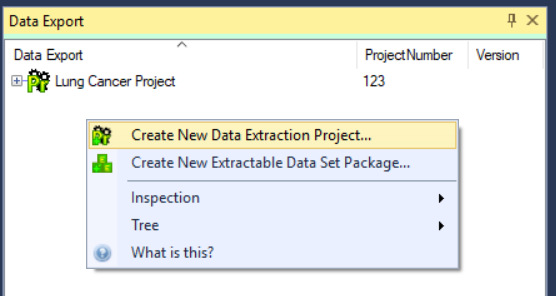 Data Export
Data Export ProjectNumber Version
Lung Cancer Project 123
Create New Data Extraction Project...
Create New Extractable Data Set Package...
Inspection
Tree
What is this?